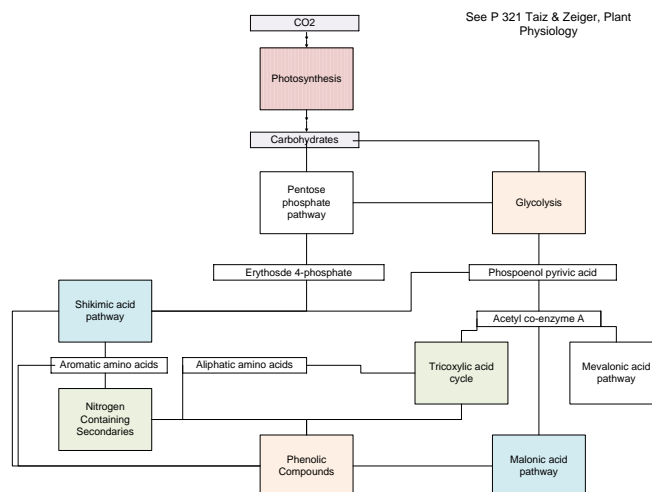 See P 321 Taiz & Zeiger, Plant
Physiology
CO2
Photosynthesis
Carbohydrates
Pentose
phosphate
pathway
Glycolysis
Erythosde 4-phosphate
Phospoenol pyrivic acid
Shikimic acid
pathway
Acetyl co-enzyme A
Aromatic amino acids
Aliphatic amino acids
Tricoxylic acid
cycle
Mevalonic acid
pathway
Nitrogen
Containing
Secondaries
Phenolic
Compounds
Malonic acid
pathway